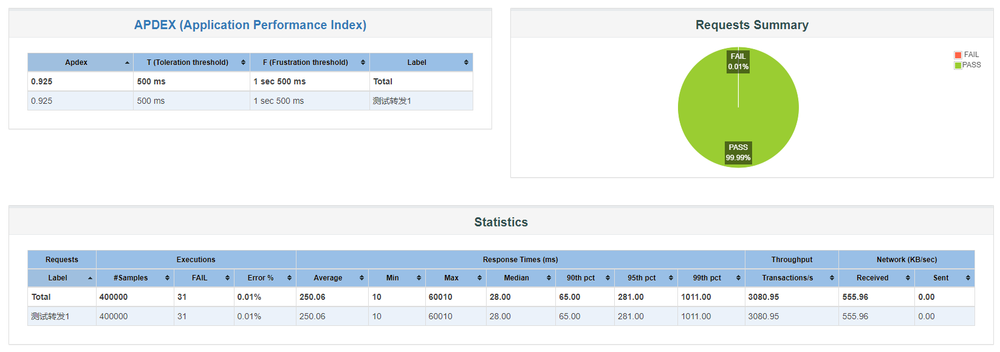 APDEX (Application Performance Index)
Apdex T (Toleration threshold) F (Frustration threshold) Label
0.925 500 ms 1 sec 500 ms Total
0.925 500 ms 1 sec 500 ms 测试转发1
Requests Summary
FAIL
0.01%
PASS
99.99%
FAIL
PASS
Statistics
Requests Executions Response Times (ms) Throughput Network (KB/sec)
Label #Samples FAIL Error % Average Min Max Median 90th pct 95th pct 99th pct Transactions/s Received Sent
Total 400000 31 0.01% 250.06 10 60010 28.00 65.00 281.00 1011.00 3080.95 555.96 0.00
测试转发1 400000 31 0.01% 250.06 10 60010 28.00 65.00 281.00 1011.00 3080.95 555.96 0.00